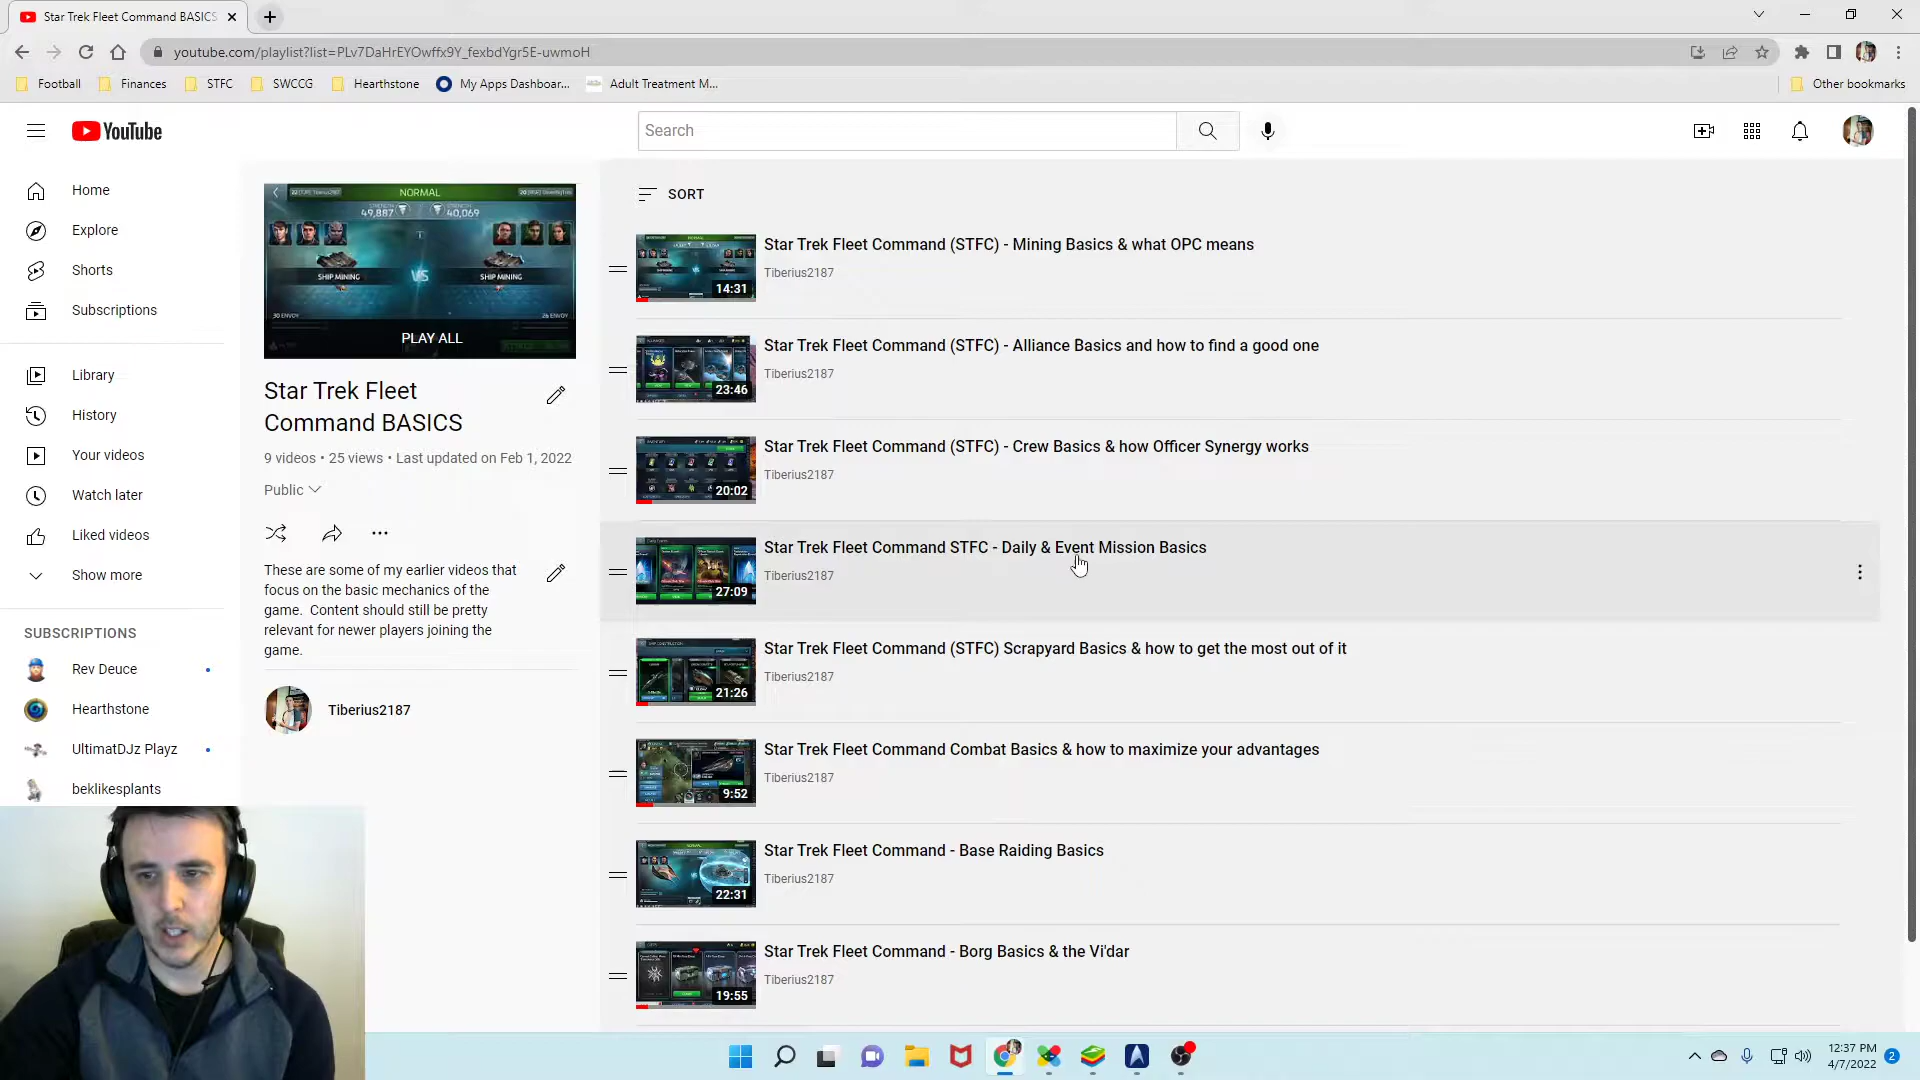 Star Trek Fleet Command BASICS
youtube.com/playlist?list=PLv7DaHrEYOwffx9Y_fexbdYgr5E-uwmoH
Football
Finances
STFC
SWCCG
Hearthstone
My Apps Dashboar...
Adult Treatment M...
Other bookmarks
YouTube
Search
Home
Explore
Shorts
Subscriptions
Library
History
Your videos
Watch later
Liked videos
Show more
SUBSCRIPTIONS
Rev Deuce
Hearthstone
UltimatDJz Playz
beklikesplants
NORMAL
49,887
40,069
SHIP MINING
VS
SHIP MINING
30 ENVOY
PLAY ALL
Star Trek Fleet
Command BASICS
9 videos • 25 views • Last updated on Feb 1, 2022
Public
These are some of my earlier videos that
focus on the basic mechanics of the
game. Content should still be pretty
relevant for newer players joining the
game.
Tiberius2187
SORT
14:31
Star Trek Fleet Command (STFC) - Mining Basics & what OPC means
Tiberius2187
23:46
Star Trek Fleet Command (STFC) - Alliance Basics and how to find a good one
Tiberius2187
20:02
Star Trek Fleet Command (STFC) - Crew Basics & how Officer Synergy works
Tiberius2187
27:09
Star Trek Fleet Command STFC - Daily & Event Mission Basics
Tiberius2187
21:26
Star Trek Fleet Command (STFC) Scrapyard Basics & how to get the most out of it
Tiberius2187
9:52
Star Trek Fleet Command Combat Basics & how to maximize your advantages
Tiberius2187
22:31
Star Trek Fleet Command - Base Raiding Basics
Tiberius2187
19:55
Star Trek Fleet Command - Borg Basics & the Vi'dar
Tiberius2187
12:37 PM
4/7/2022
2